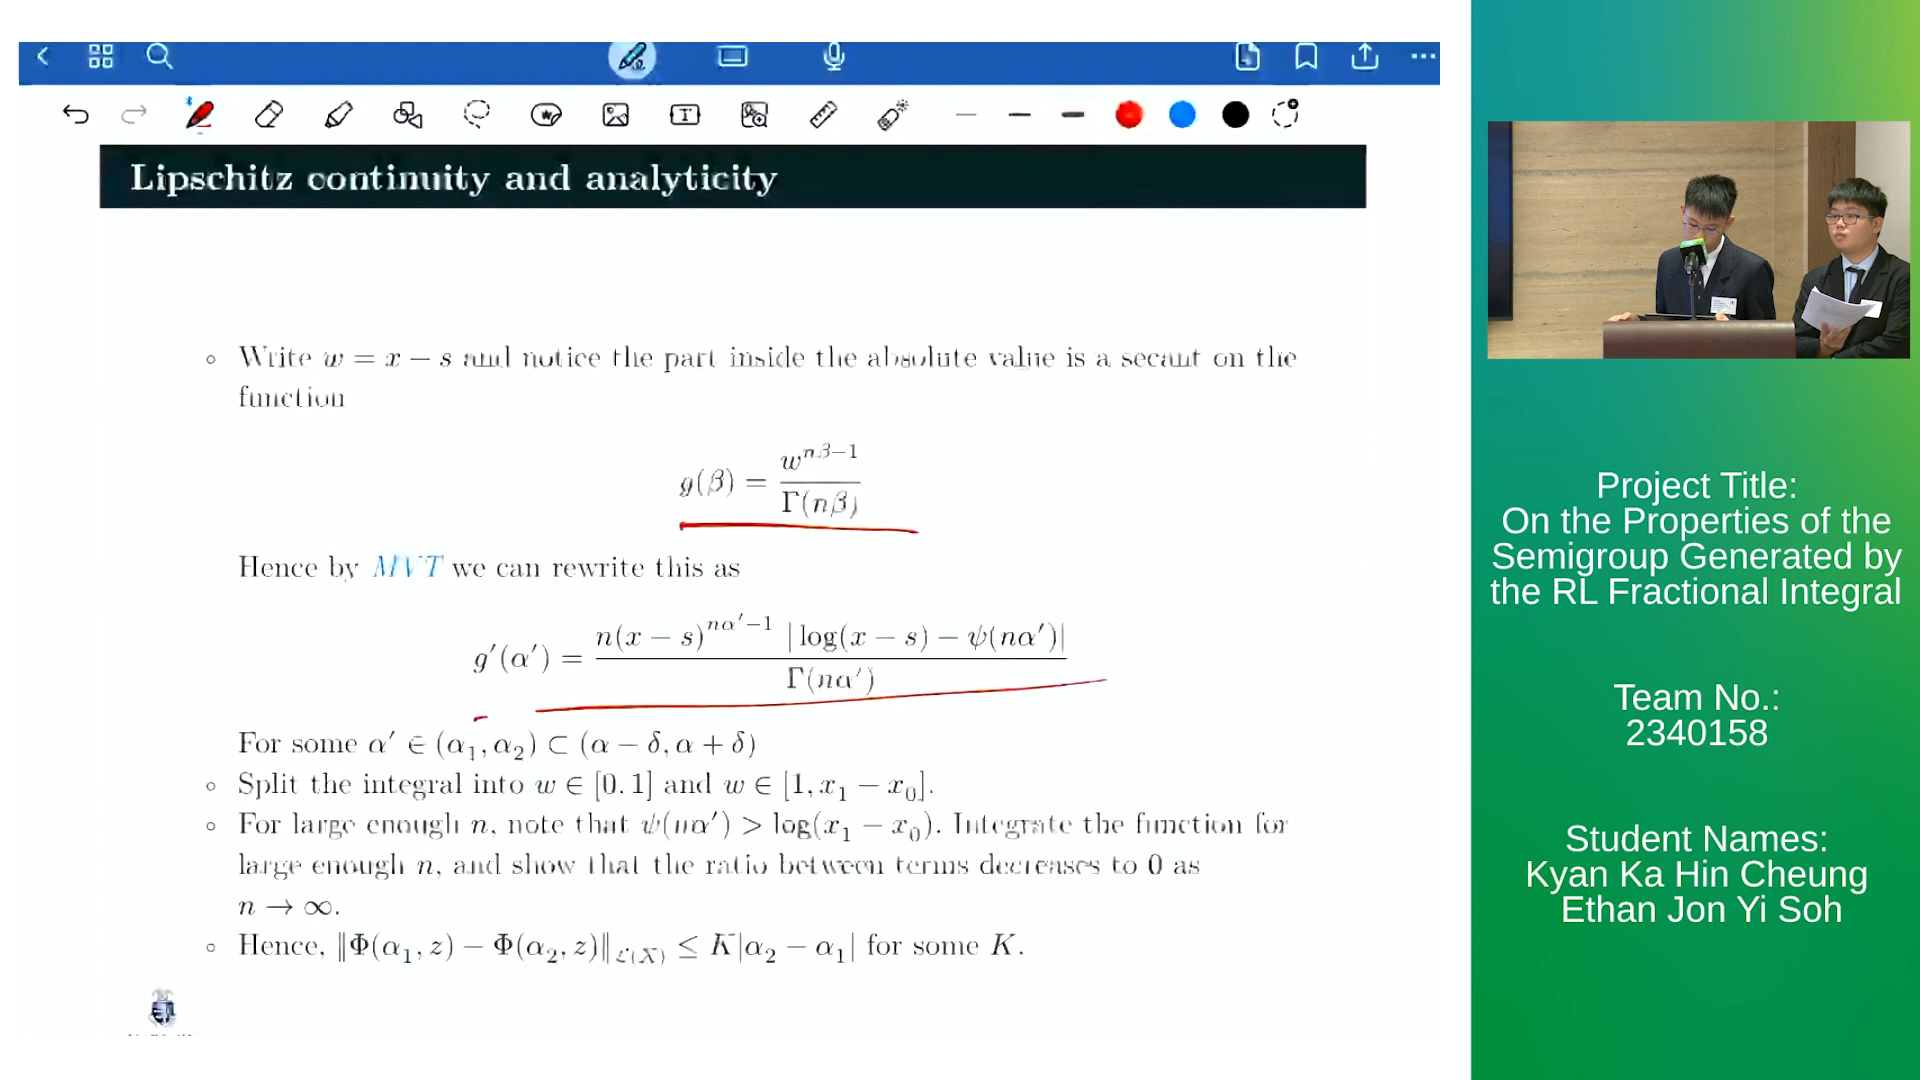 Lipschitz continuity and analyticity
∘ Write w = x − s and notice the part inside the absolute value is a secant on the
function
g(β) = w^{nβ−1} / Γ(nβ)
Hence by MVT we can rewrite this as
g′(α′) = n(x − s)^{nα′−1} |log(x − s) − ψ(nα′)| / Γ(nα′)
For some α′ ∈ (α₁, α₂) ⊂ (α − δ, α + δ)
∘ Split the integral into w ∈ [0, 1] and w ∈ [1, x₁ − x₀].
∘ For large enough n, note that ψ(nα′) > log(x₁ − x₀). Integrate the function for
large enough n, and show that the ratio between terms decreases to 0 as
n → ∞.
∘ Hence, ‖Φ(α₁, z) − Φ(α₂, z)‖_{𝓛(X)} ≤ K|α₂ − α₁| for some K.
Project Title:
On the Properties of the
Semigroup Generated by
the RL Fractional Integral
Team No.:
2340158
Student Names:
Kyan Ka Hin Cheung
Ethan Jon Yi Soh